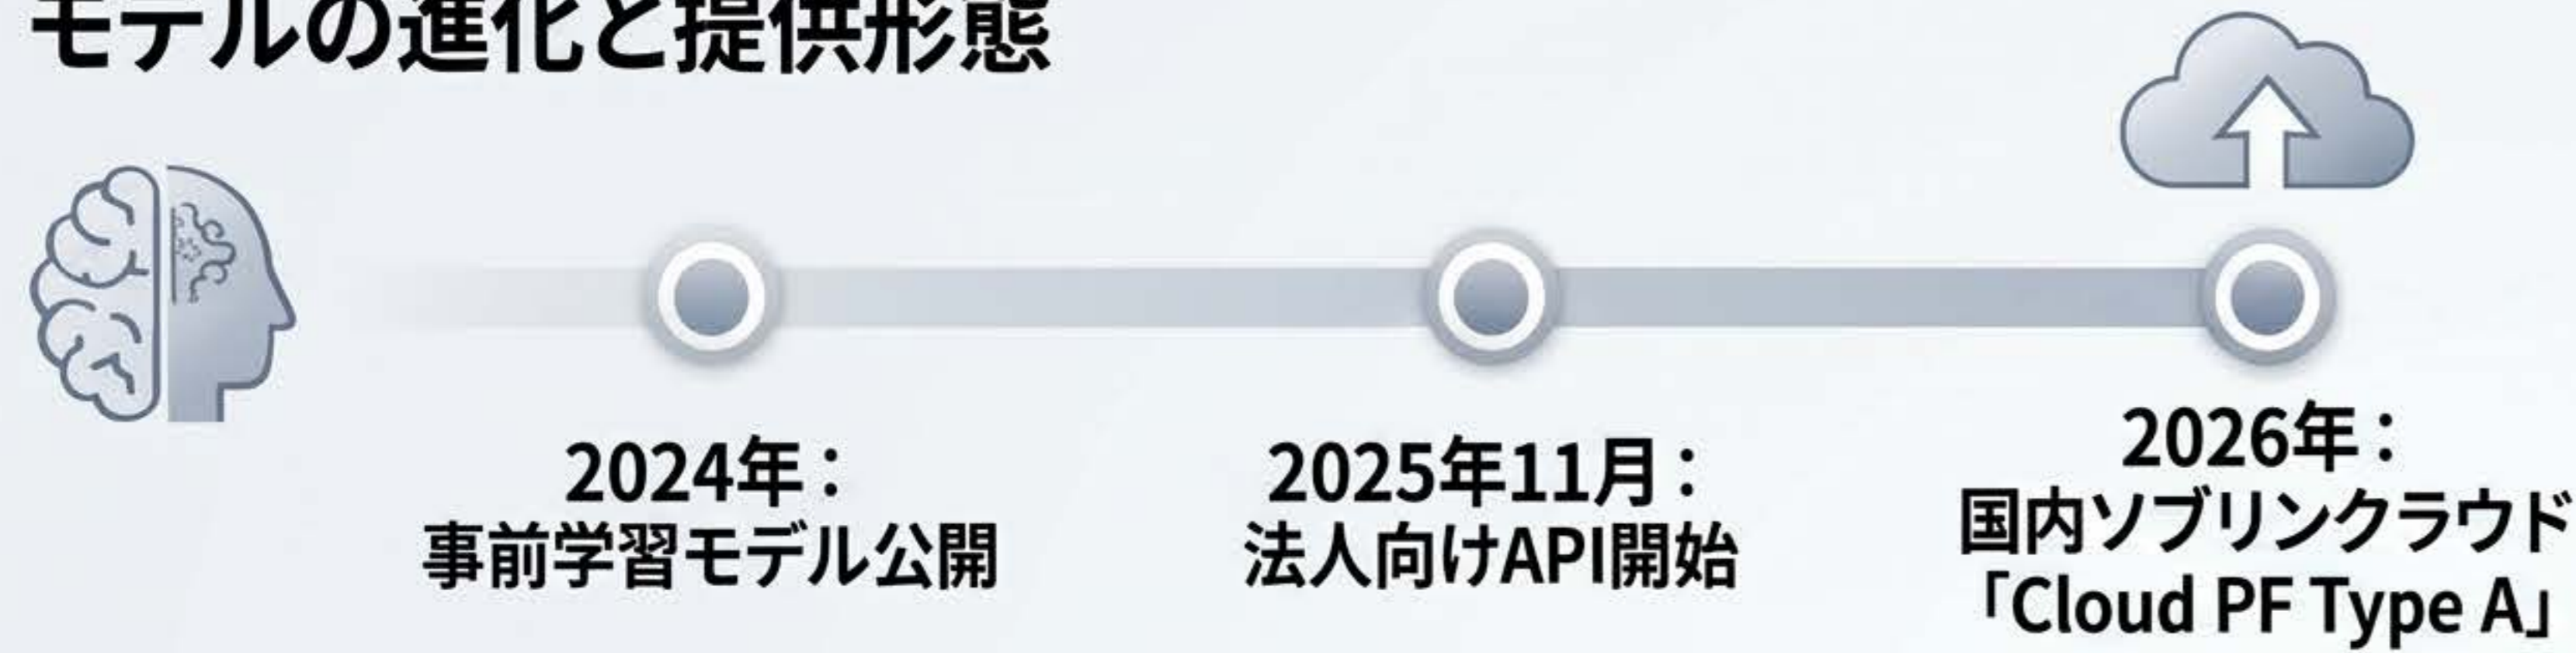 モデルの進化と提供形態
2024年：
事前学習モデル公開
2025年11月：
法人向けAPI開始
2026年：
国内ソブリンクラウド
「Cloud PF Type A」